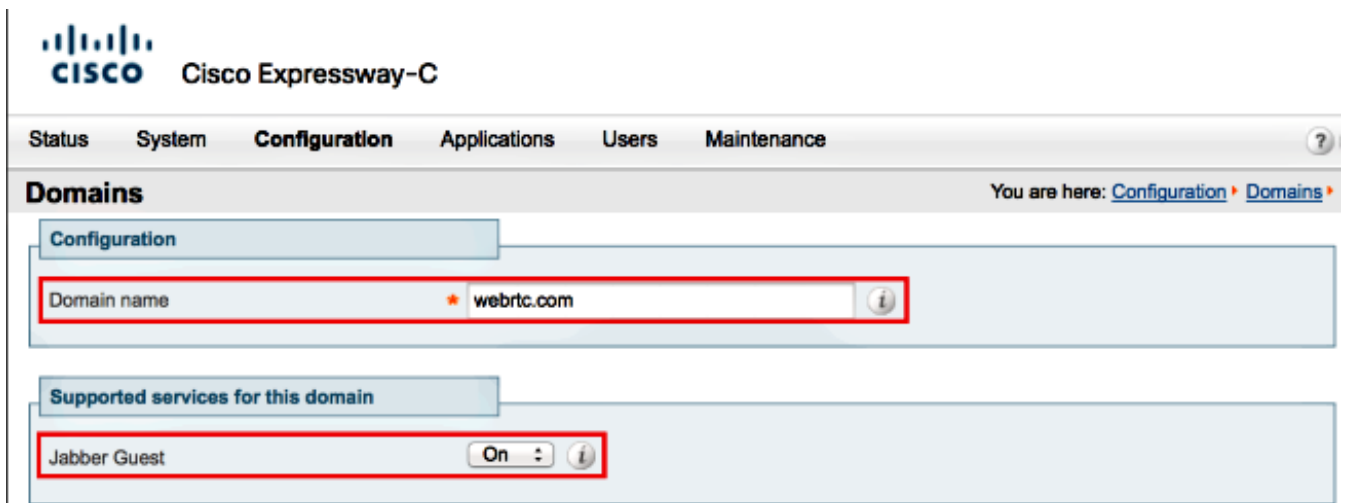 CISCO Cisco Expressway-C
Status System Configuration Applications Users Maintenance ?
Domains You are here: Configuration Domains
Configuration
Domain name * webrtc.com i
Supported services for this domain
Jabber Guest On i